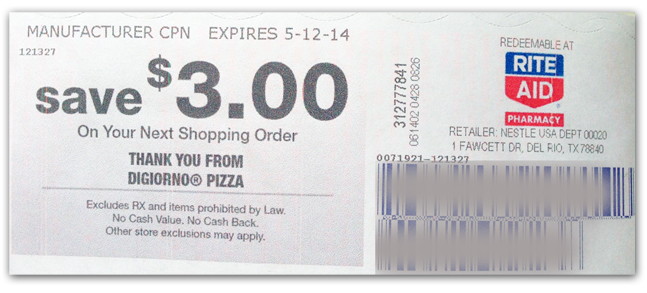 MANUFACTURER CPN EXPIRES 5-12-14
121327
save $3.00
On Your Next Shopping Order
THANK YOU FROM
DIGIORNO® PIZZA
Excludes RX and items prohibited by Law.
No Cash Value. No Cash Back.
Other store exclusions may apply.
312777841
061402 0428 0826
REDEEMABLE AT
RITE
AID
PHARMACY
RETAILER: NESTLE USA DEPT 00020
1 FAWCETT DR, DEL RIO, TX 78840
0071921-121327